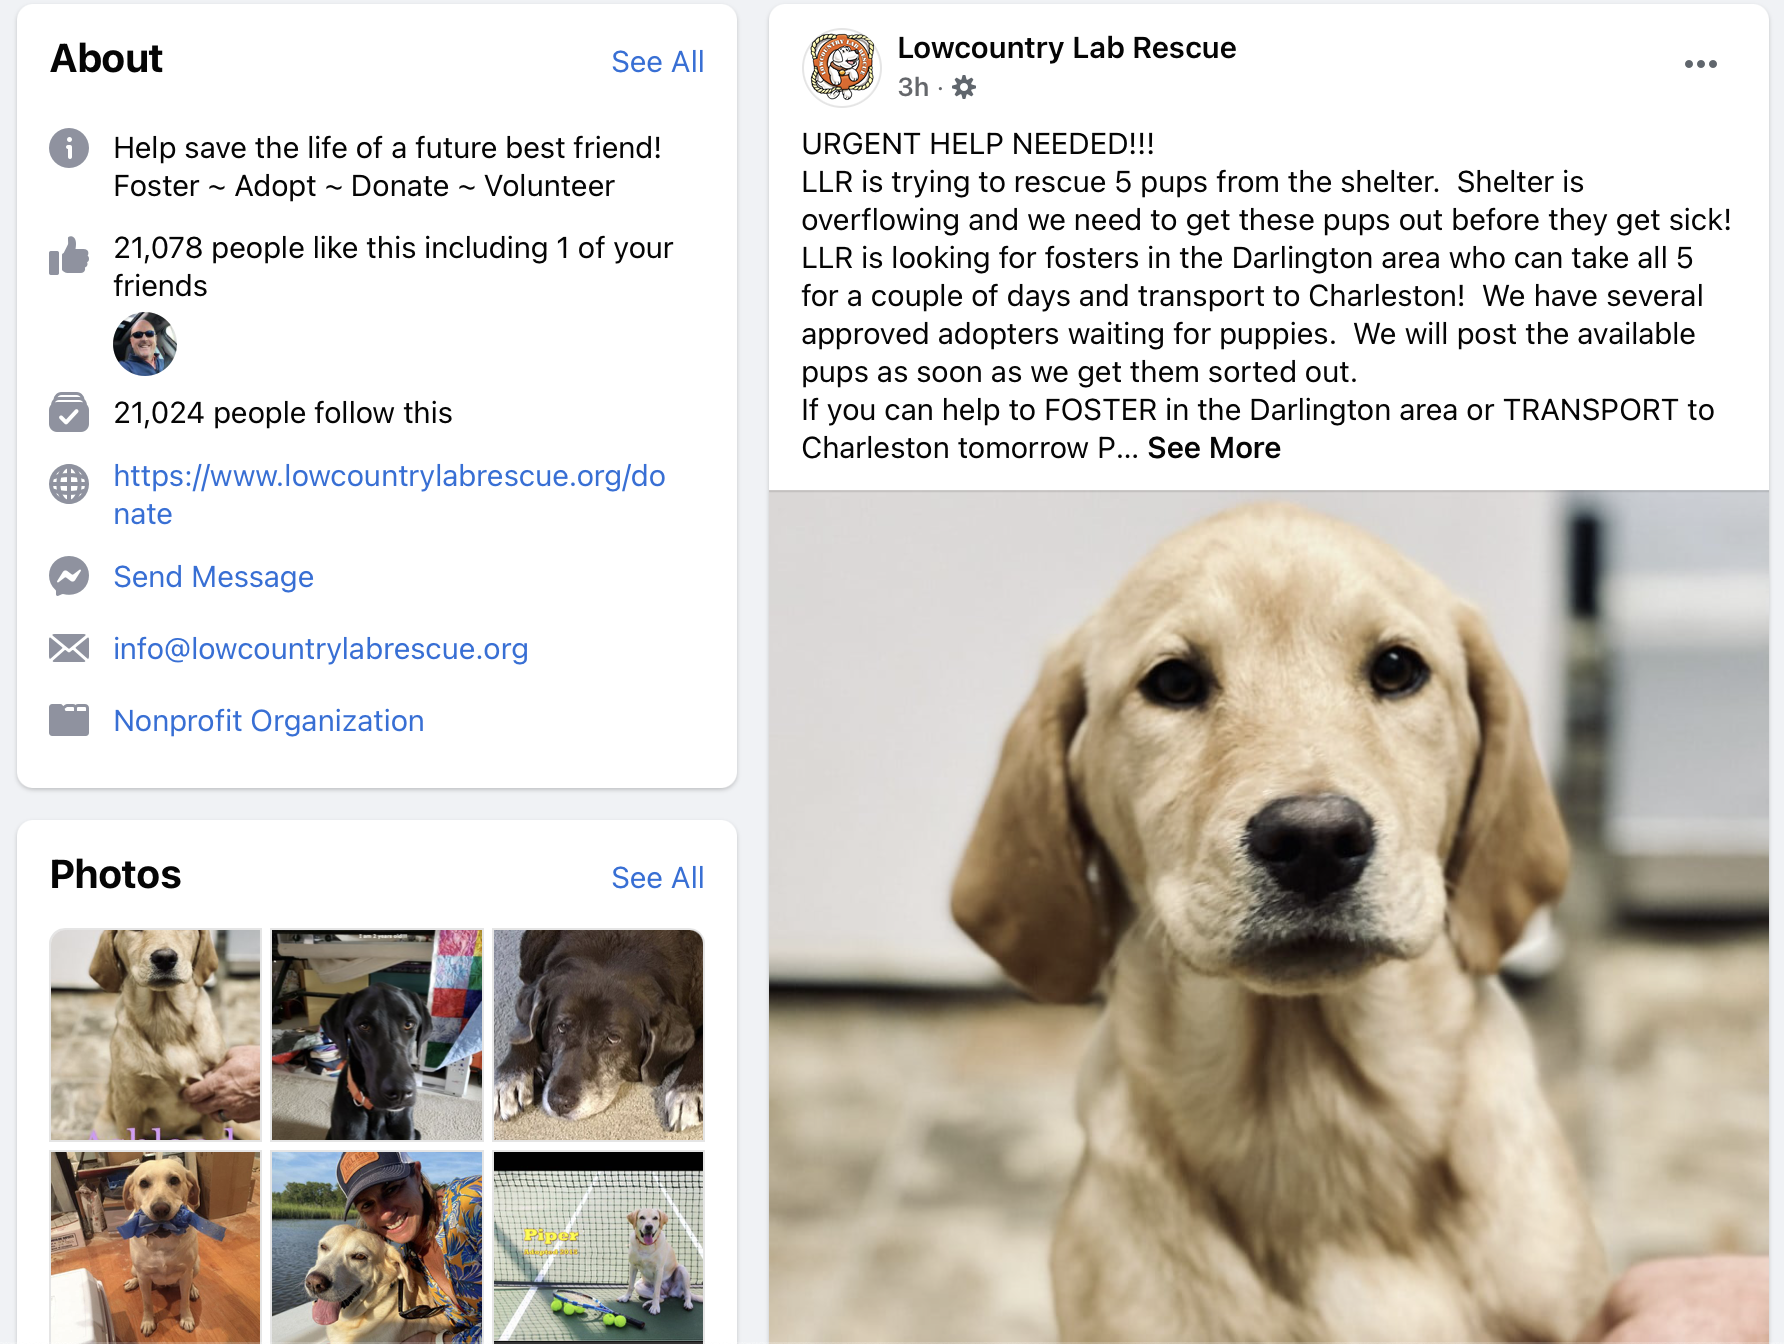 About
See All
Help save the life of a future best friend!
Foster ~ Adopt ~ Donate ~ Volunteer
21,078 people like this including 1 of your
friends
21,024 people follow this
https://www.lowcountrylabrescue.org/do
nate
Send Message
info@lowcountrylabrescue.org
Nonprofit Organization
Photos
See All
Piper
Lowcountry Lab Rescue
3h ·
URGENT HELP NEEDED!!!
LLR is trying to rescue 5 pups from the shelter.  Shelter is
overflowing and we need to get these pups out before they get sick!
LLR is looking for fosters in the Darlington area who can take all 5
for a couple of days and transport to Charleston!  We have several
approved adopters waiting for puppies.  We will post the available
pups as soon as we get them sorted out.
If you can help to FOSTER in the Darlington area or TRANSPORT to
Charleston tomorrow P... See More